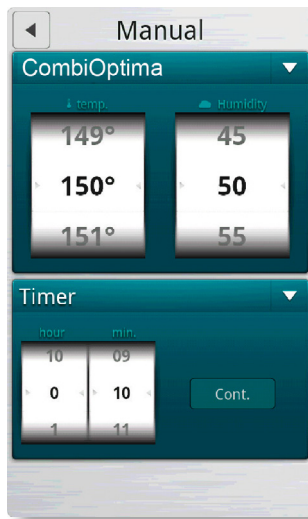 Manual
CombiOptima
temp. Humidity
149° 45
150° 50
151° 55
Timer
hour min.
10 09
0 10 Cont.
1 11